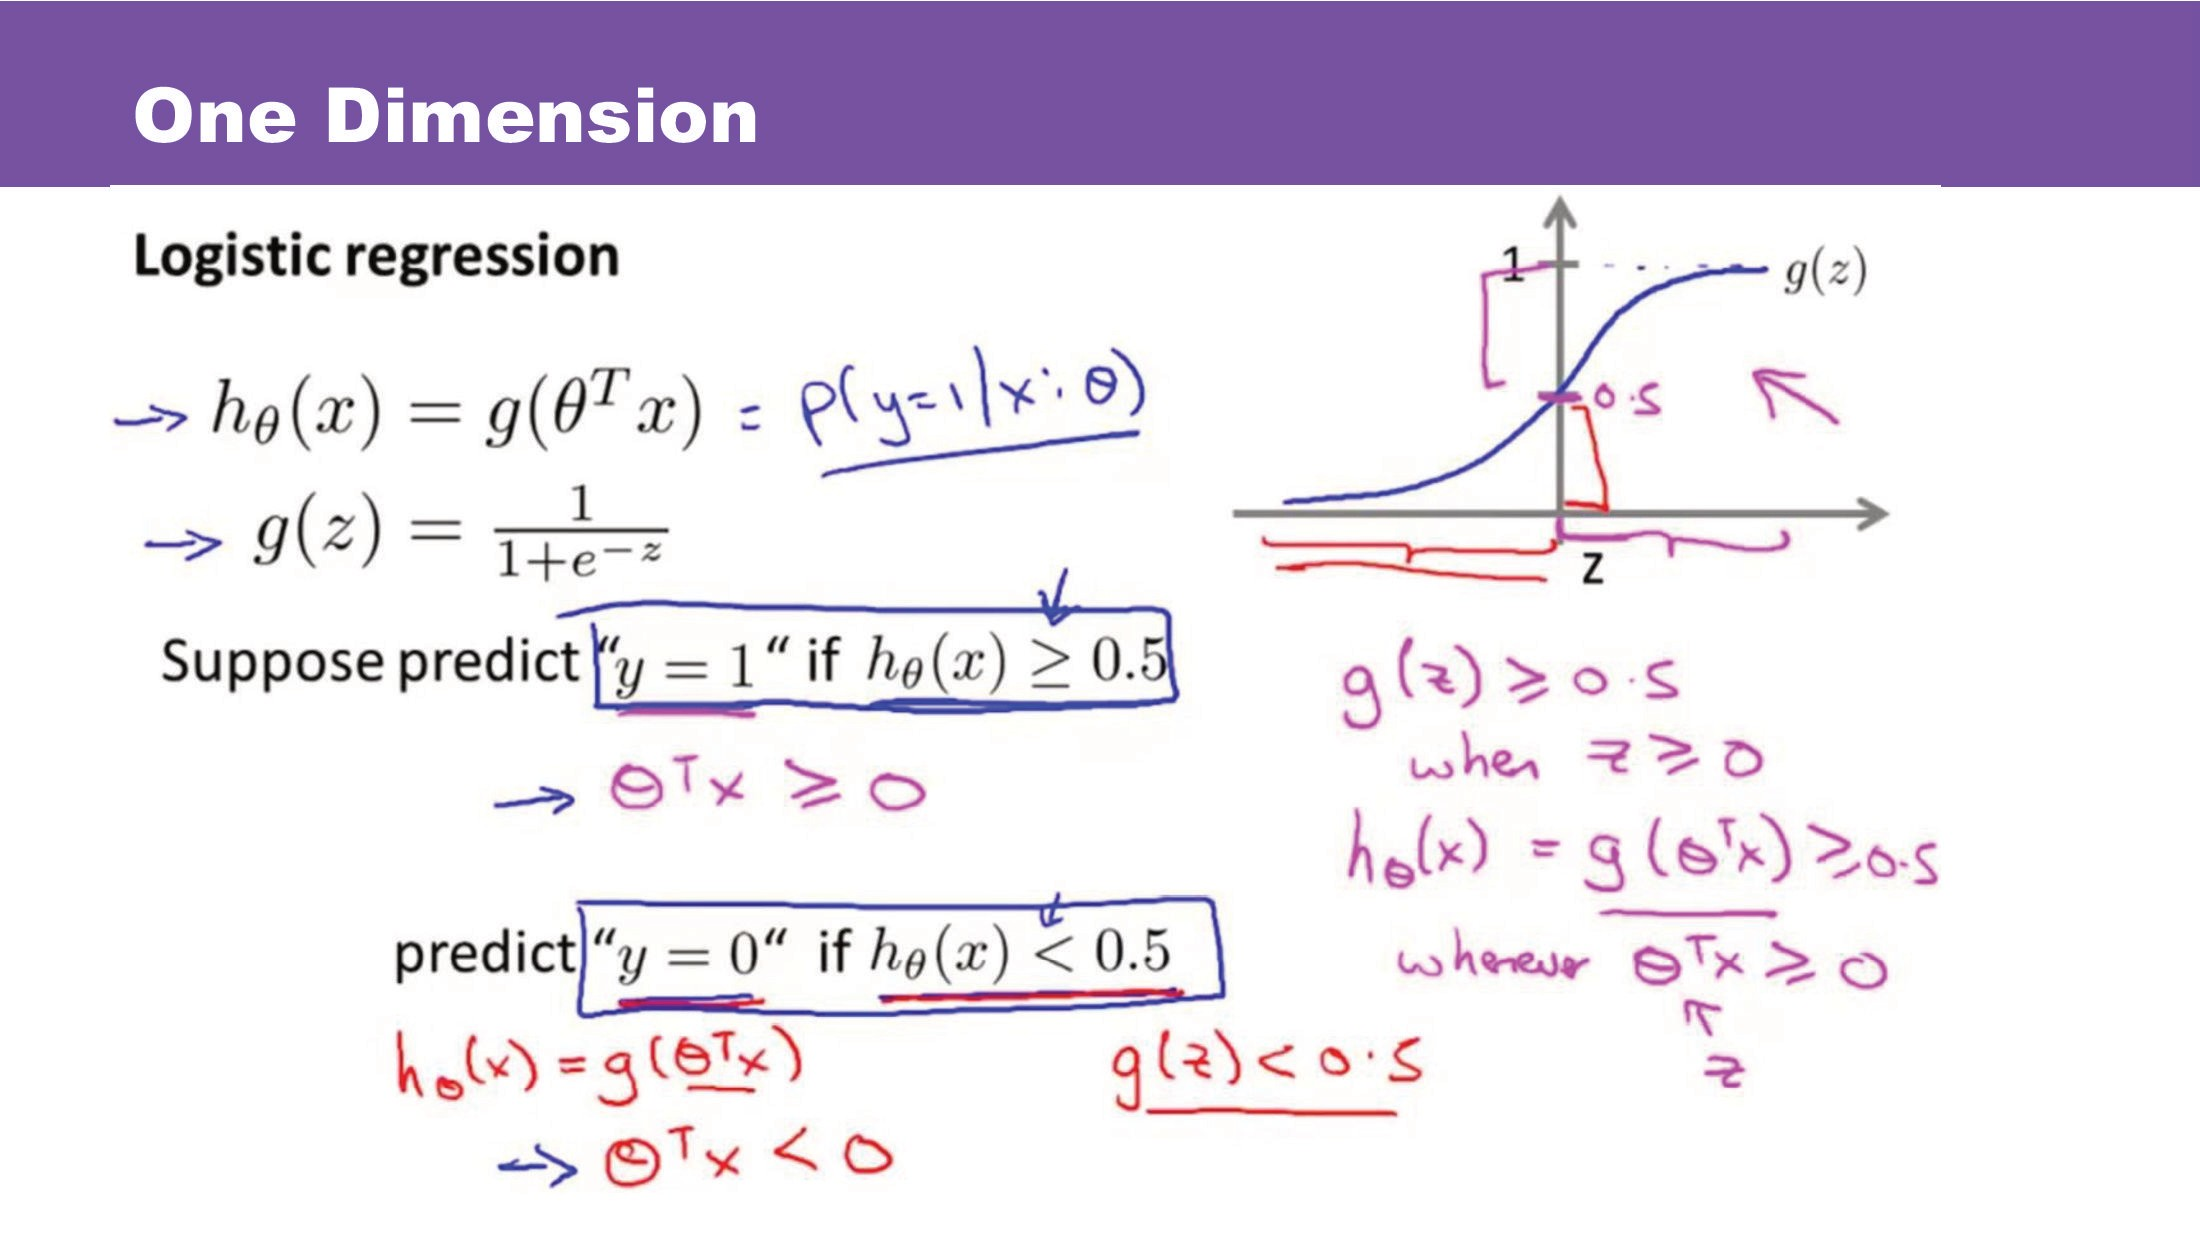 One Dimension
Logistic regression
1
g(z)
0.5
z
→ hθ(x) = g(θᵀx) = P(y=1|x;θ)
→ g(z) = 1/(1+e⁻ᶻ)
Suppose predict “y = 1“ if hθ(x) ≥ 0.5
→ θᵀx ≥ 0
g(z) ≥ 0.5
when z ≥ 0
hθ(x) = g(θᵀx) ≥ 0.5
whenever θᵀx ≥ 0
z
predict “y = 0“ if hθ(x) < 0.5
hθ(x) = g(θᵀx)
g(z) < 0.5
→ θᵀx < 0